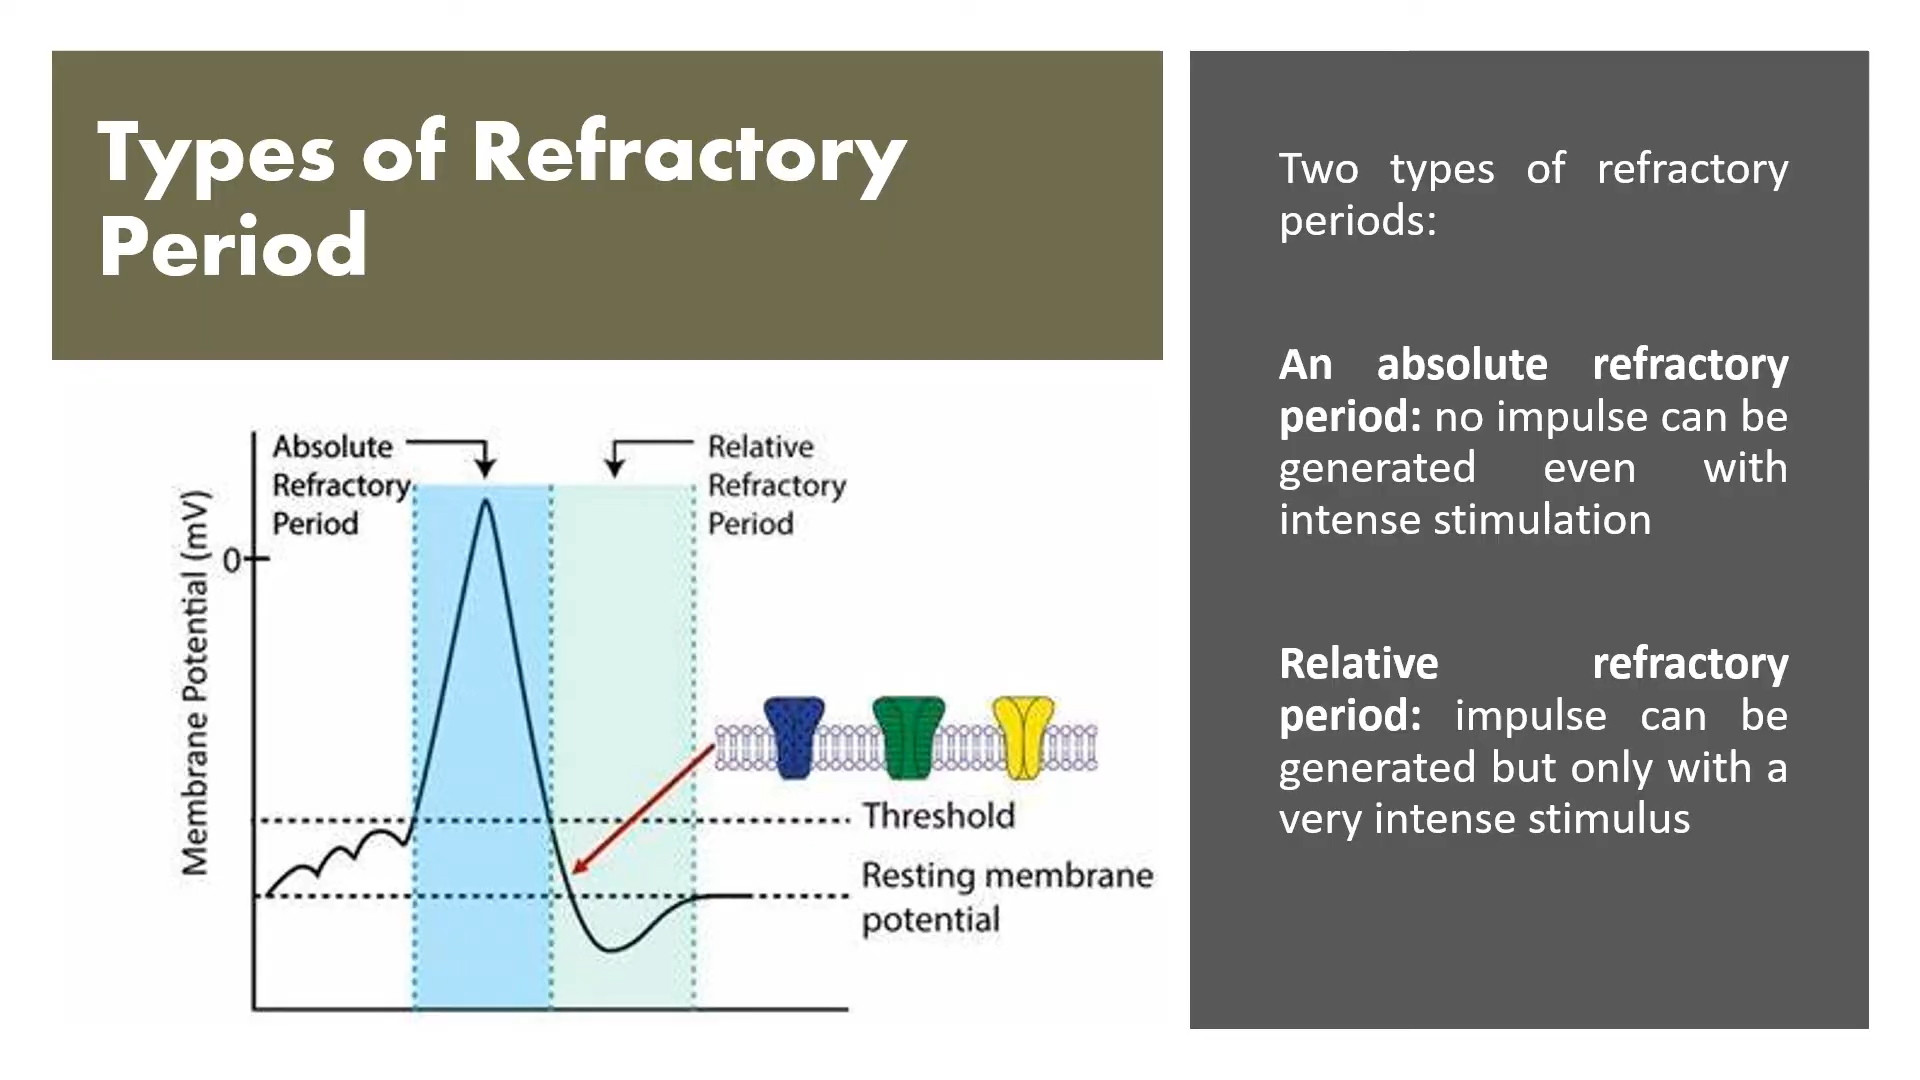 Types of Refractory
Period
Absolute
Refractory
Period
Relative
Refractory
Period
Membrane Potential (mV)
0
Threshold
Resting membrane
potential
Two types of refractory
periods:
An absolute refractory
period: no impulse can be
generated even with
intense stimulation
Relative refractory
period: impulse can be
generated but only with a
very intense stimulus